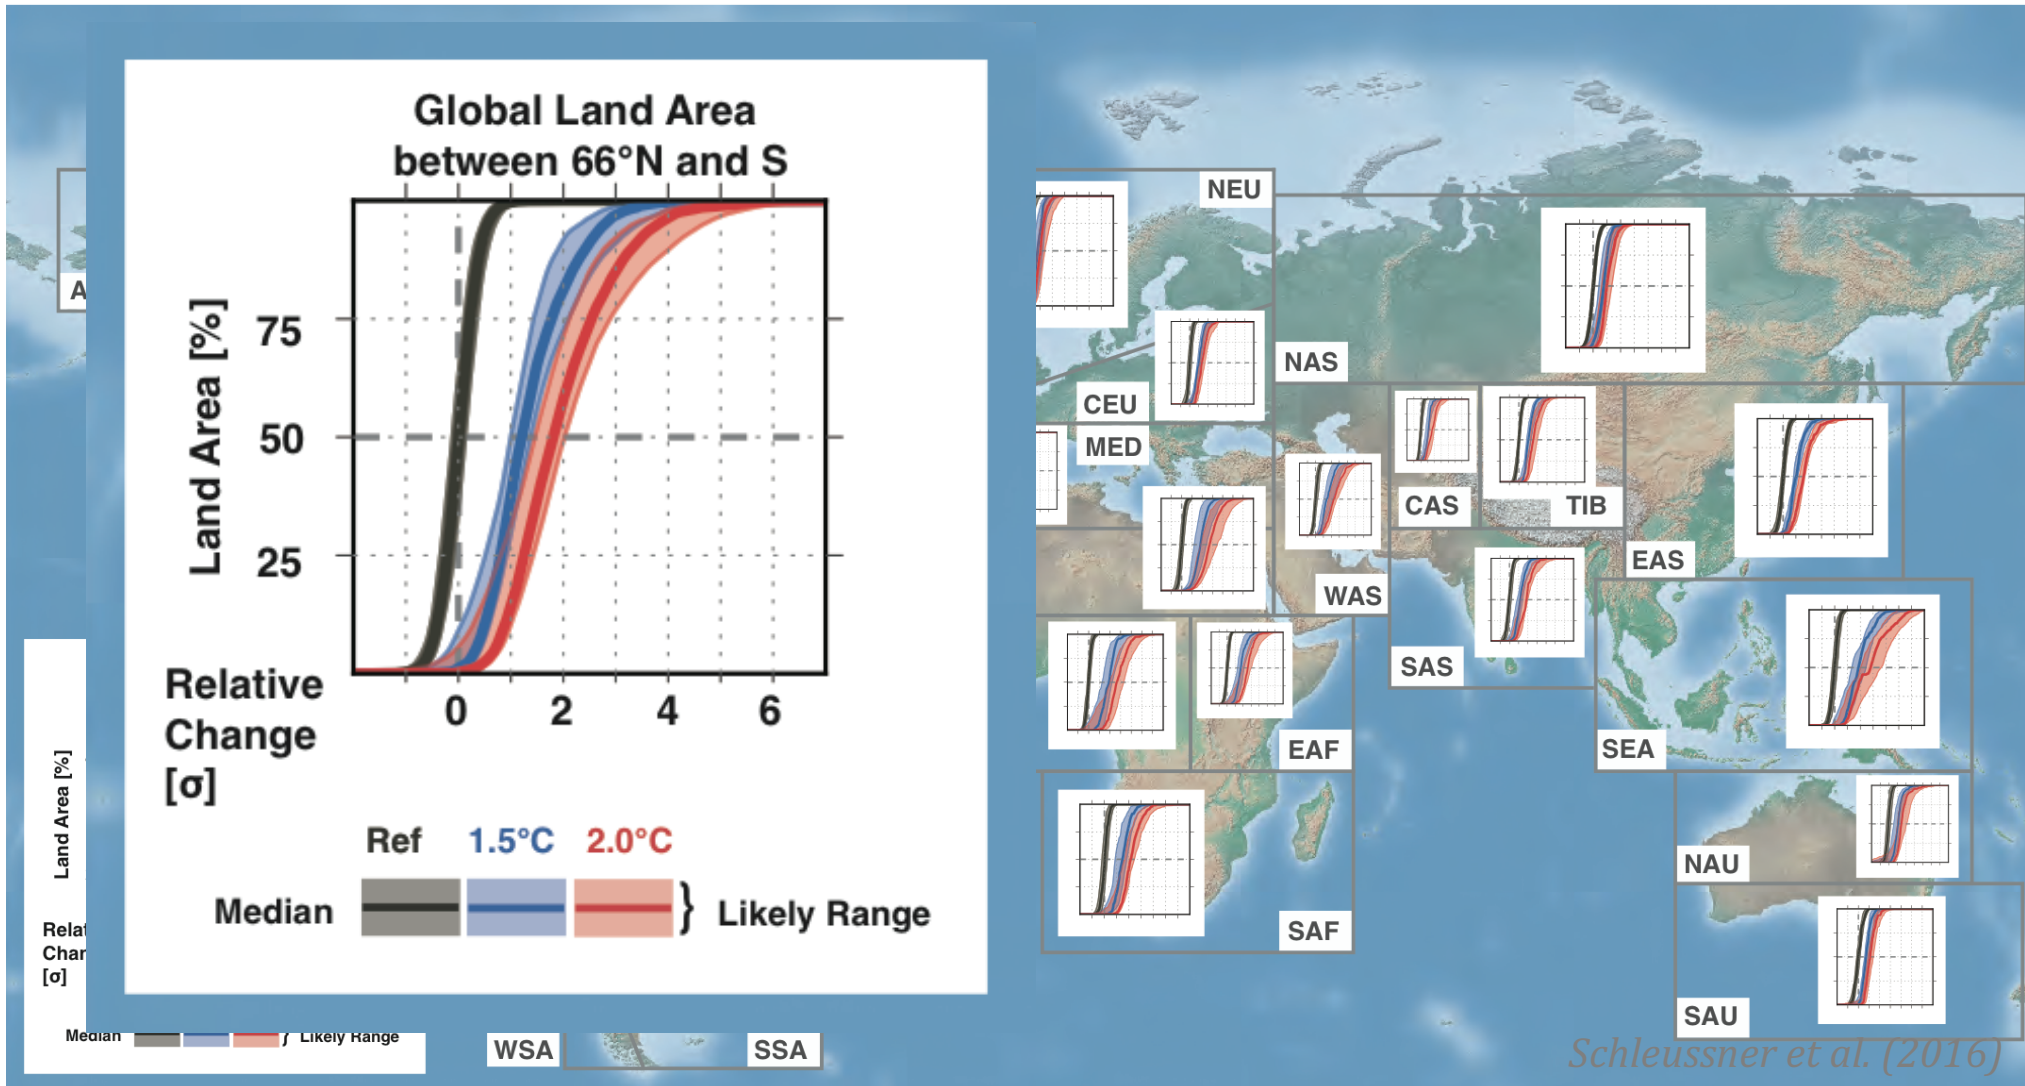 Global Land Area
between 66°N and S
Land Area [%]
75
50
25
0 2 4 6
Relative
Change
[σ]
Ref 1.5°C 2.0°C
Median } Likely Range
A
Land Area [%]
[σ]
Median } Likely Range
WSA
SSA
NEU
NAS
CEU
MED
CAS
TIB
WAS
EAS
SAS
EAF
SEA
NAU
SAF
SAU
Schleussner et al. (2016)